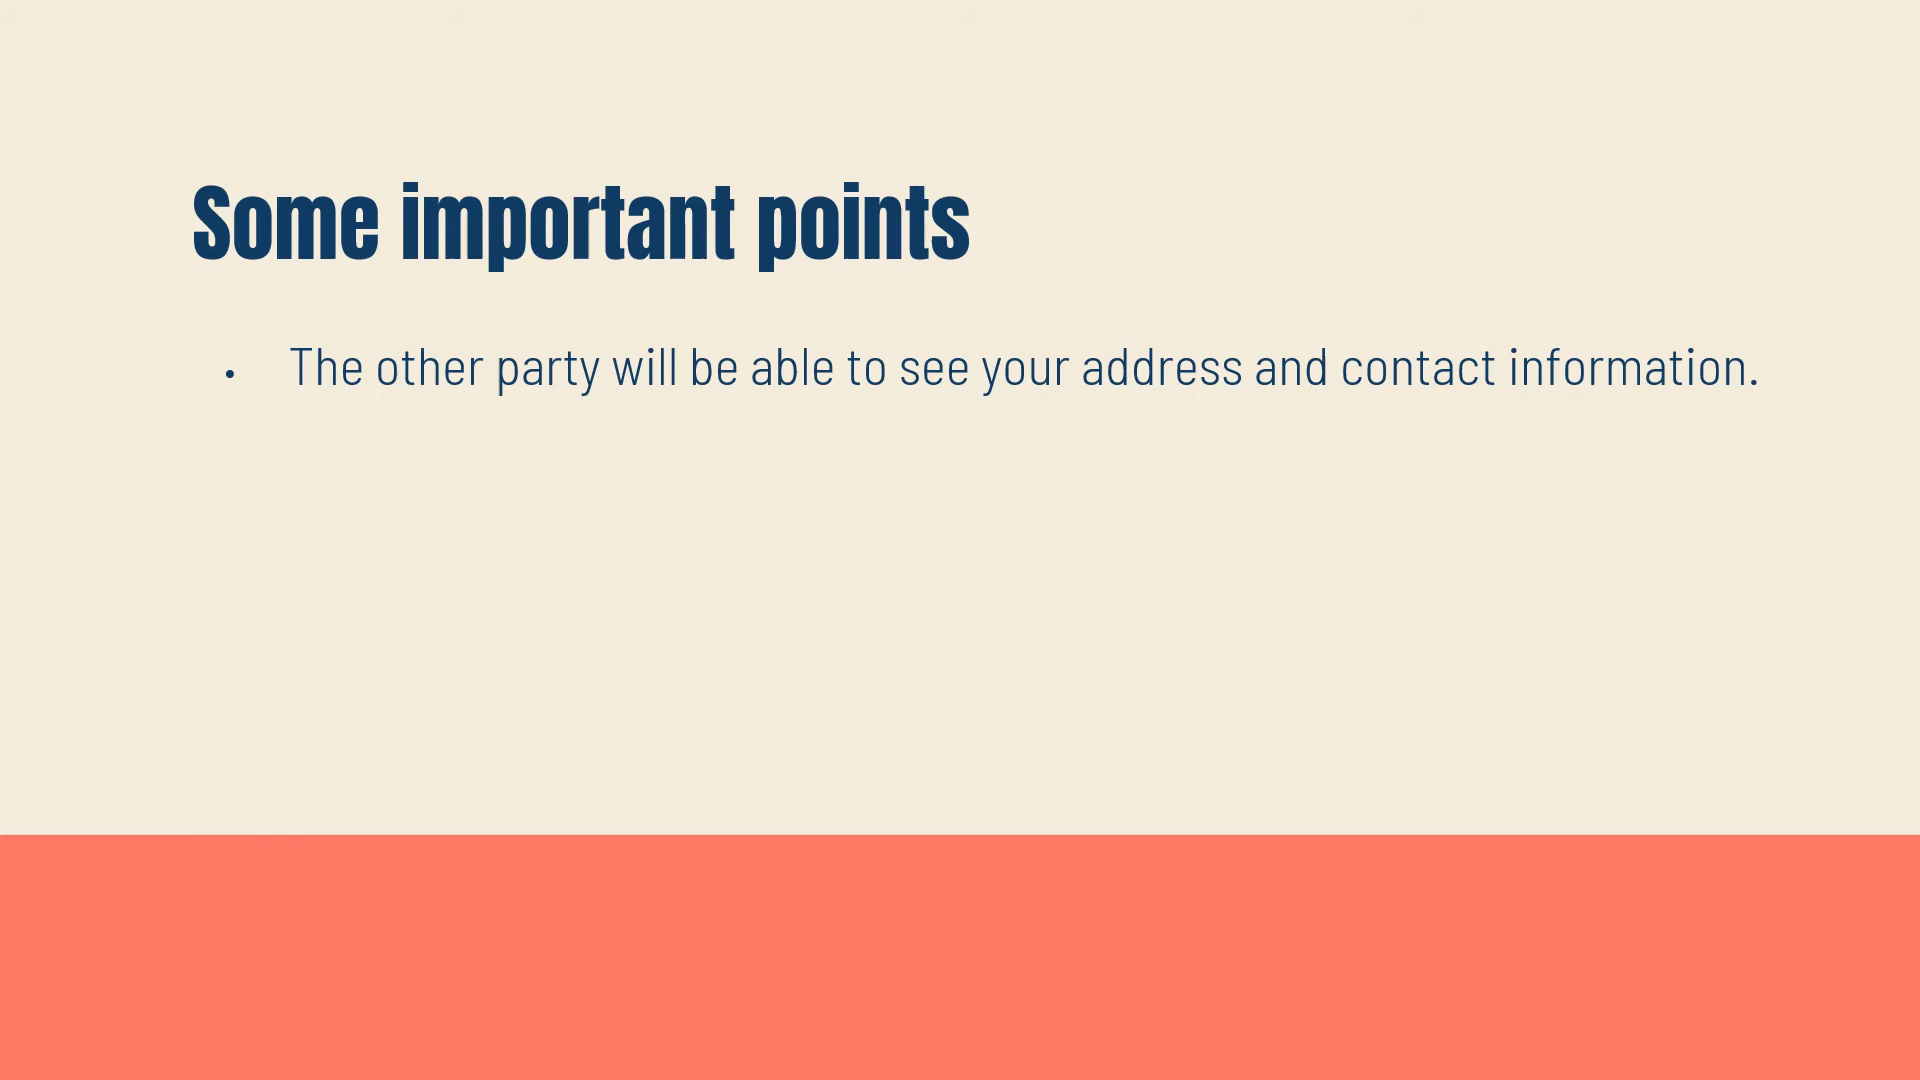 Some important points
• The other party will be able to see your address and contact information.